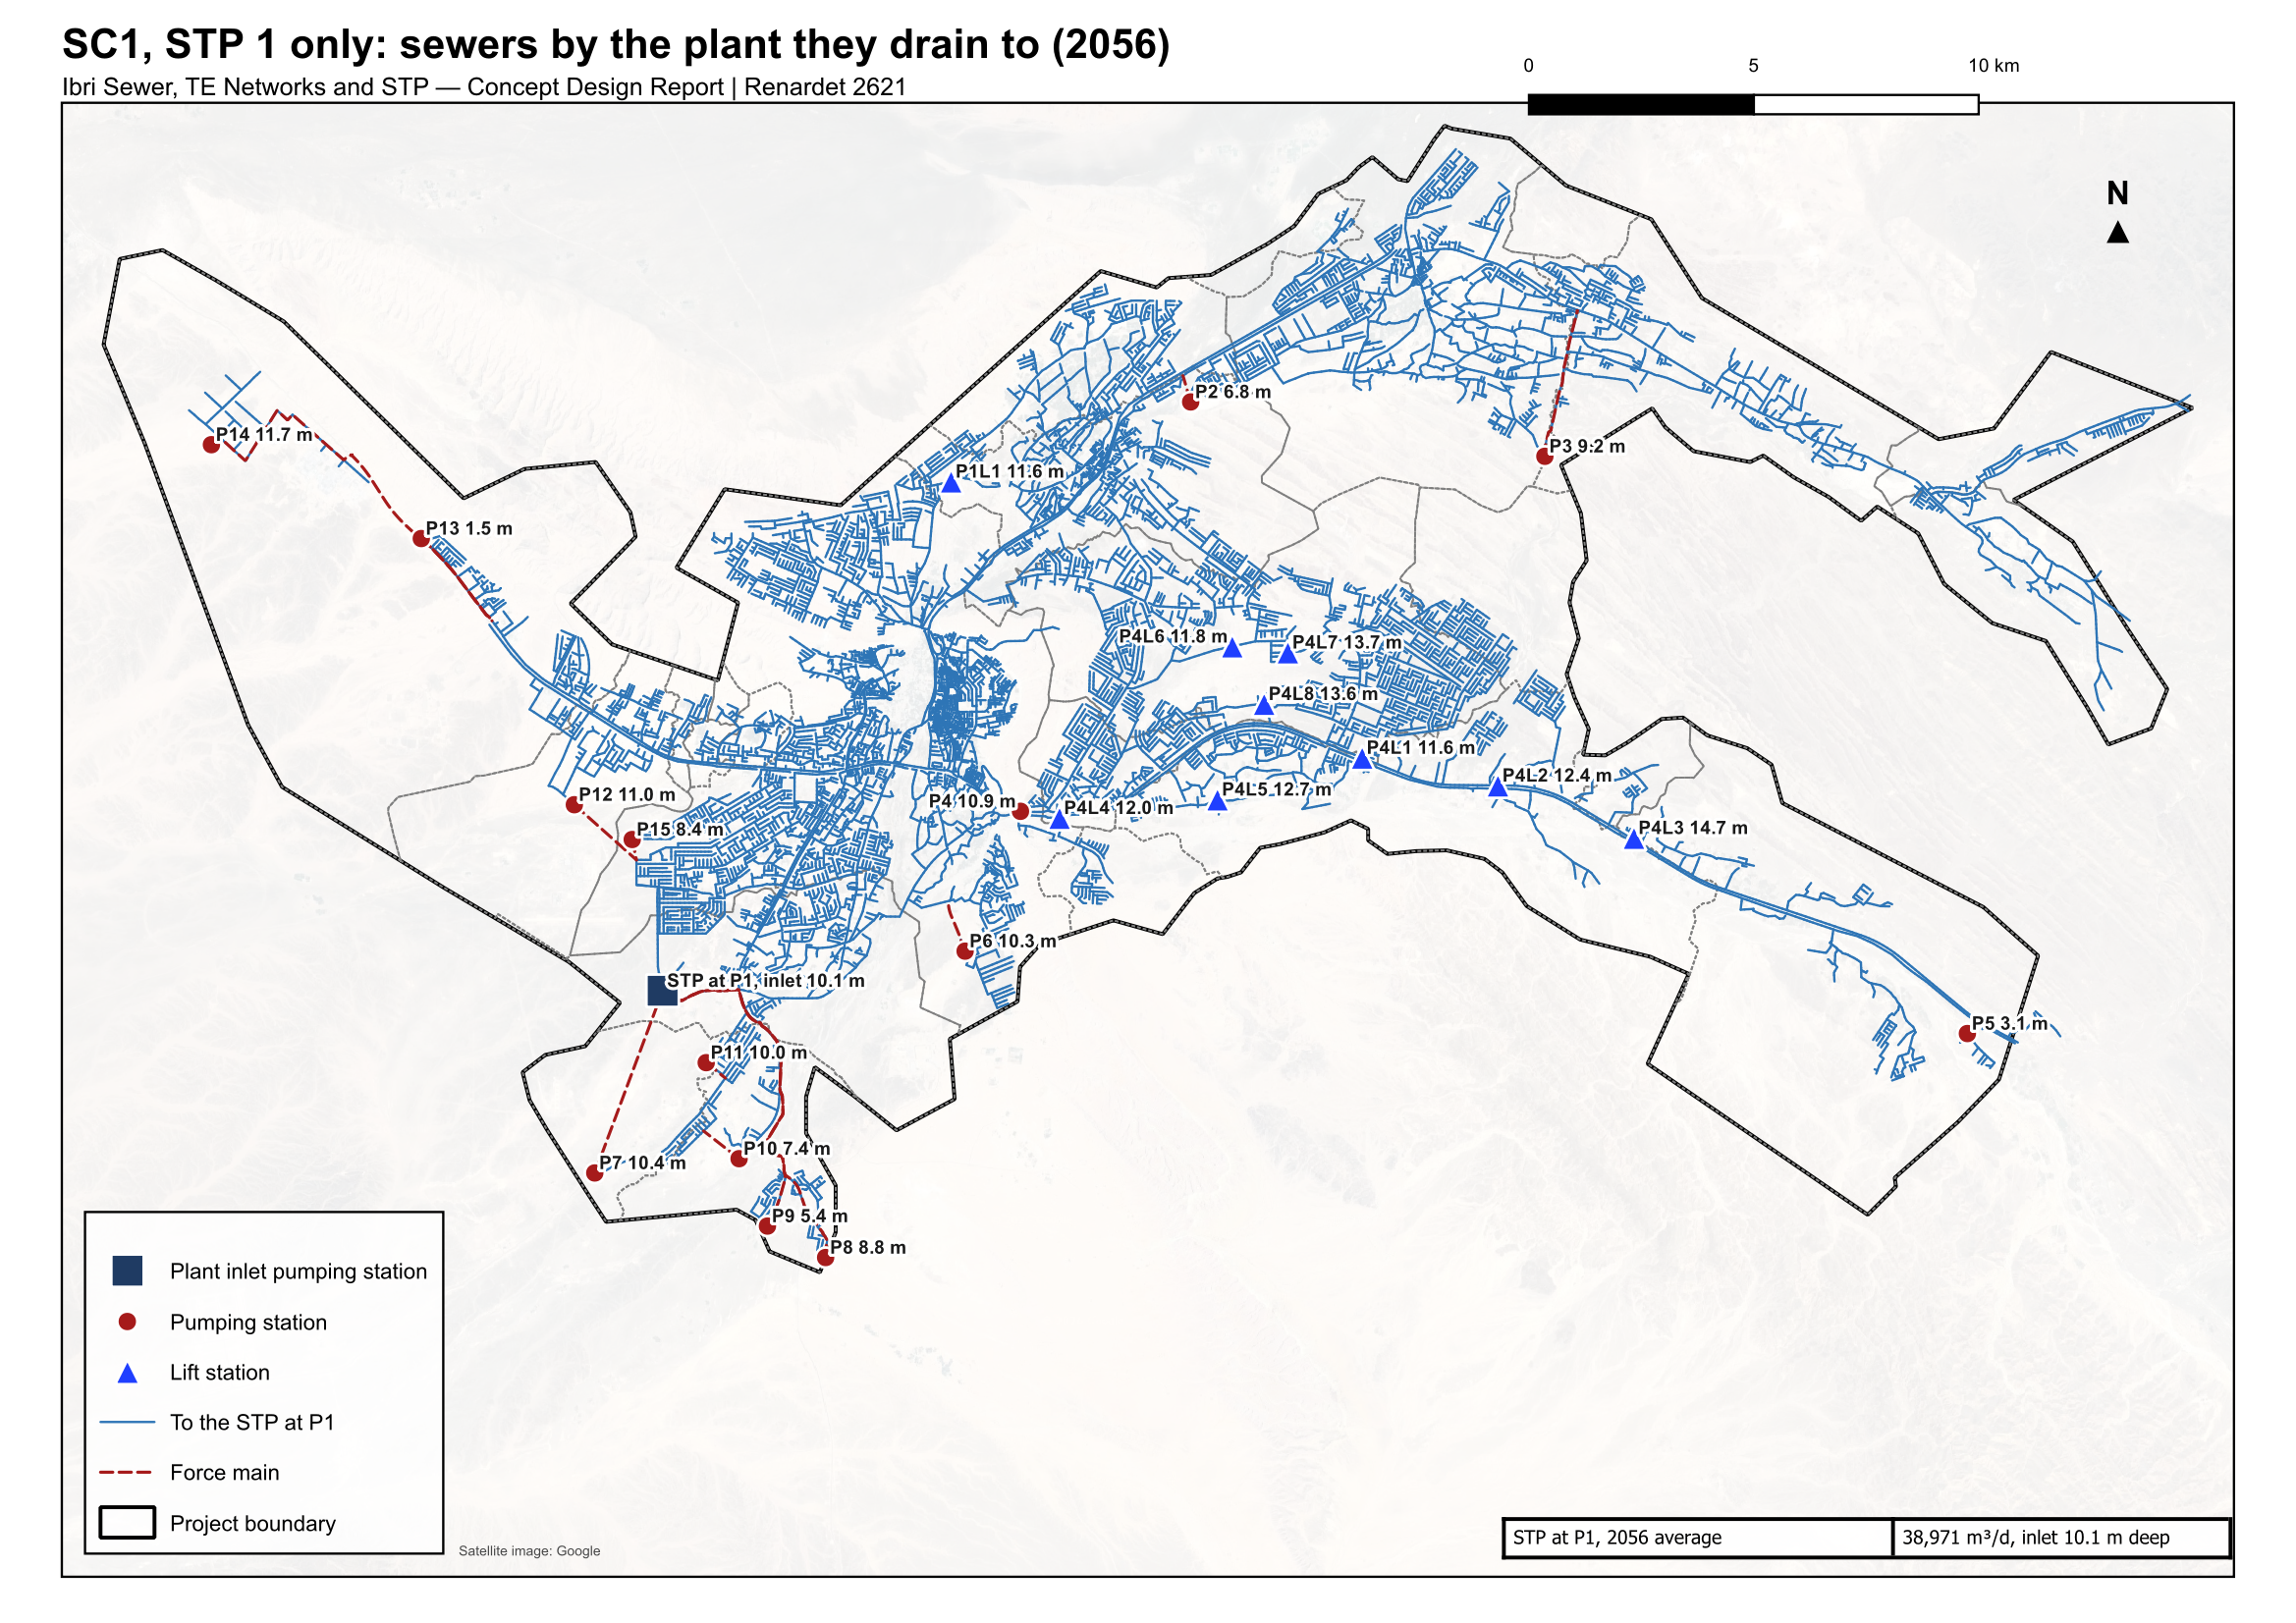 SC1, STP 1 only: sewers by the plant they drain to (2056)
Ibri Sewer, TE Networks and STP — Concept Design Report | Renardet 2621
0 5 10 km
N
P2 6.8 m
P14 11.7 m
P3 9.2 m
P1L1 11.6 m
P13 1.5 m
P4L6 11.8 m
P4L7 13.7 m
P4L8 13.6 m
P4L1 11.6 m
P4L2 12.4 m
P12 11.0 m
P4 10.9 m
P4L5 12.7 m
P4L4 12.0 m
P15 8.4 m
P4L3 14.7 m
P6 10.3 m
STP at P1, inlet 10.1 m
P5 3.1 m
P11 10.0 m
P10 7.4 m
P7 10.4 m
P9 5.4 m
P8 8.8 m
Plant inlet pumping station
Pumping station
Lift station
To the STP at P1
Force main
Project boundary
Satellite image: Google
STP at P1, 2056 average 38,971 m³/d, inlet 10.1 m deep